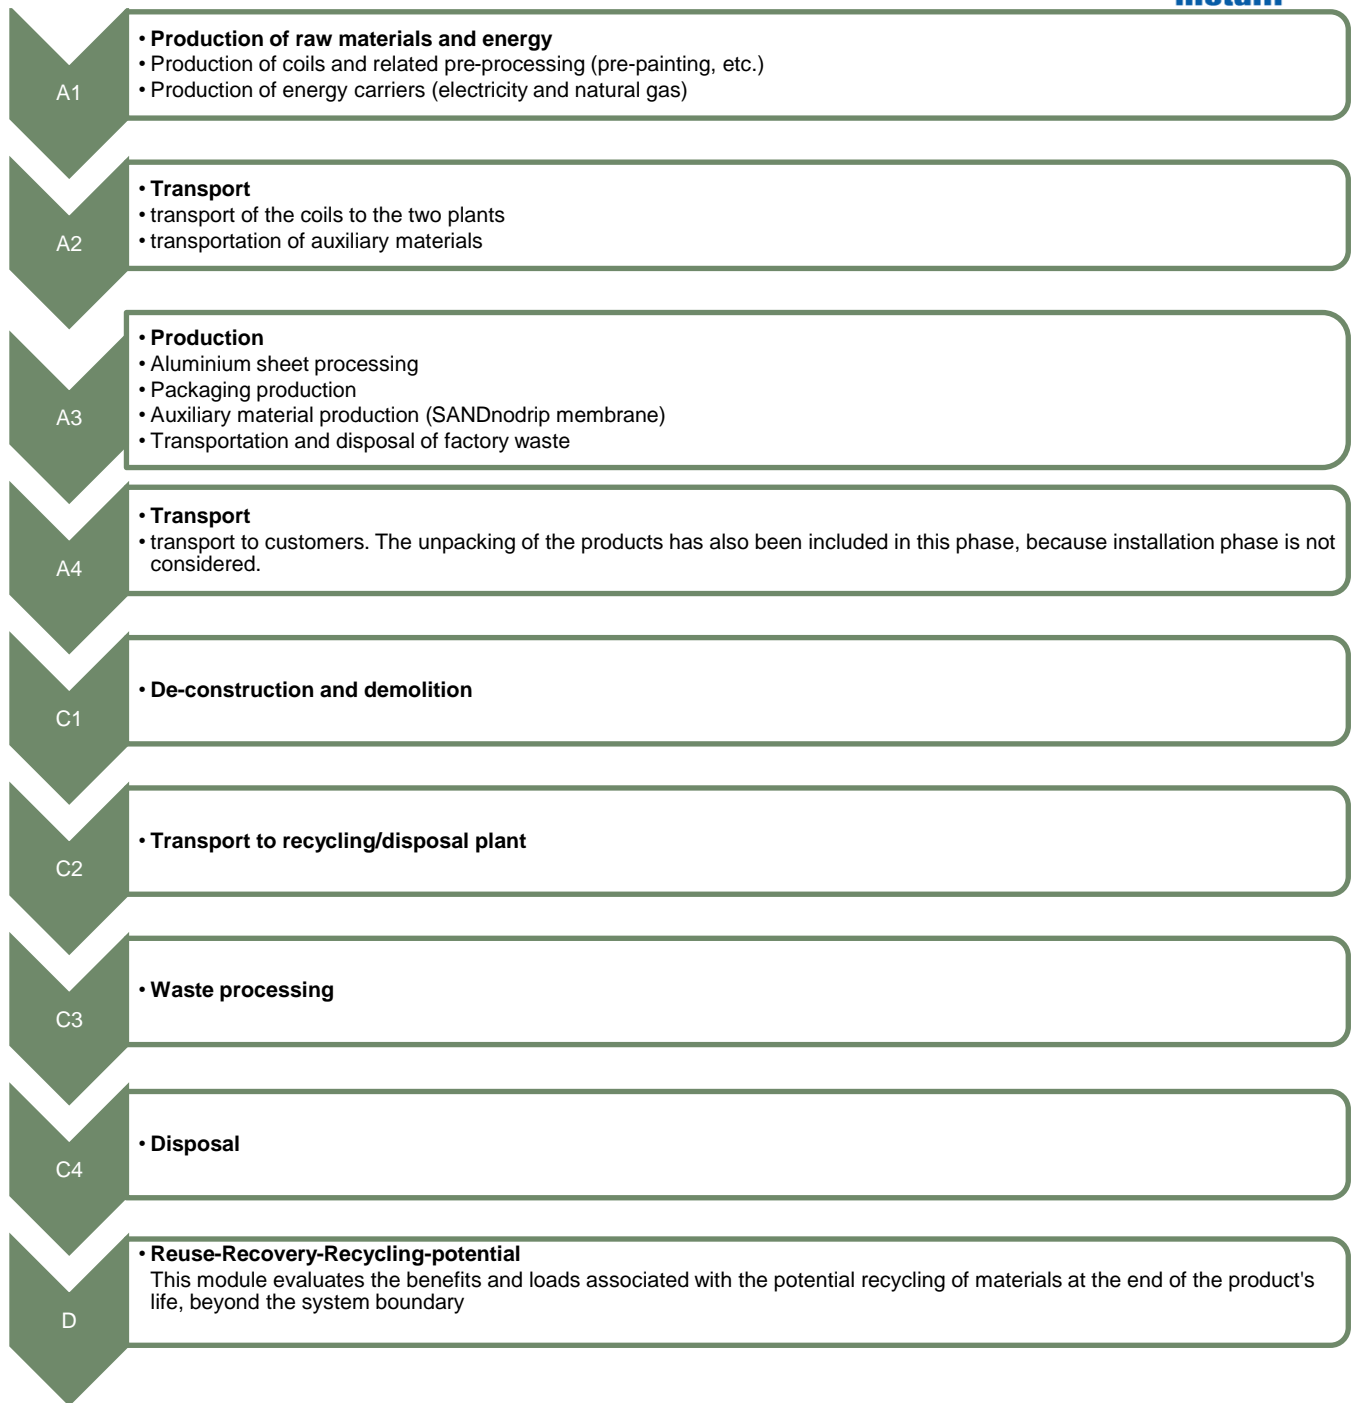 A1
• Production of raw materials and energy
• Production of coils and related pre-processing (pre-painting, etc.)
• Production of energy carriers (electricity and natural gas)
A2
• Transport
• transport of the coils to the two plants
• transportation of auxiliary materials
A3
• Production
• Aluminium sheet processing
• Packaging production
• Auxiliary material production (SANDnodrip membrane)
• Transportation and disposal of factory waste
A4
• Transport
• transport to customers. The unpacking of the products has also been included in this phase, because installation phase is not
considered.
C1
• De-construction and demolition
C2
• Transport to recycling/disposal plant
C3
• Waste processing
C4
• Disposal
D
• Reuse-Recovery-Recycling-potential
This module evaluates the benefits and loads associated with the potential recycling of materials at the end of the product's
life, beyond the system boundary